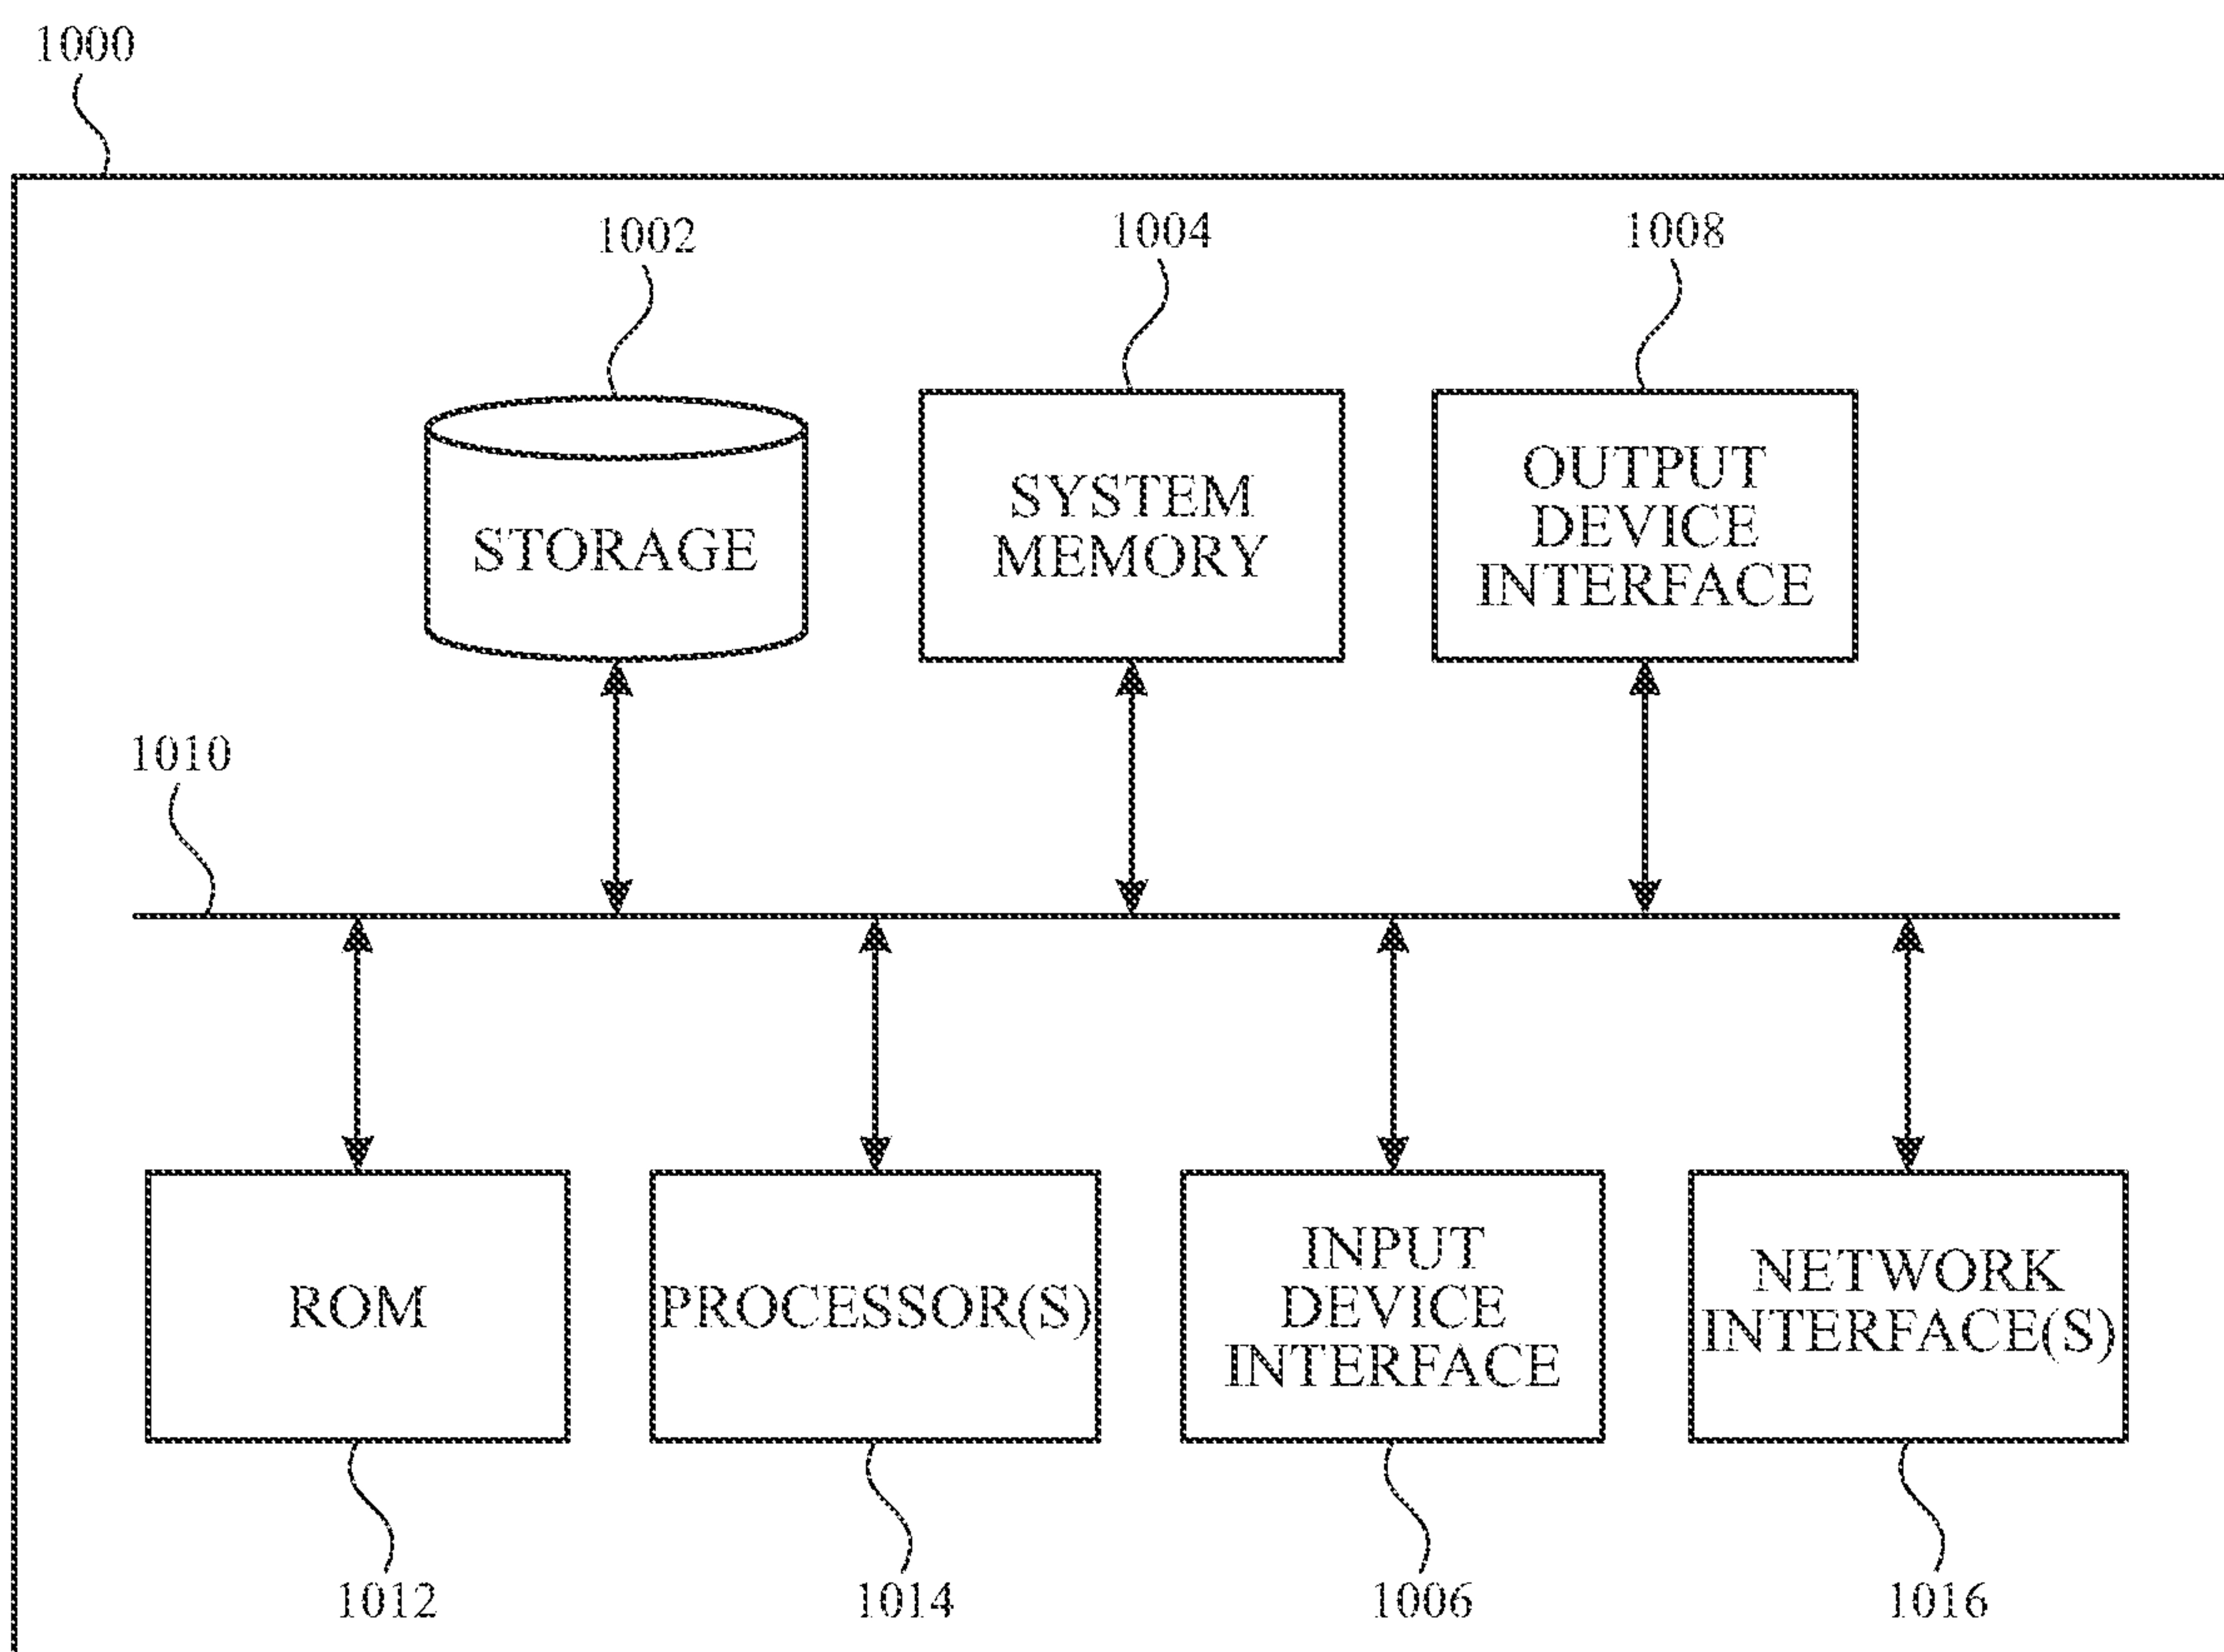 1000
1002
1004
1008
STORAGE
SYSTEM
MEMORY
OUTPUT
DEVICE
INTERFACE
1010
ROM
PROCESSOR(S)
INPUT
DEVICE
INTERFACE
NETWORK
INTERFACE(S)
1012
1014
1006
1016